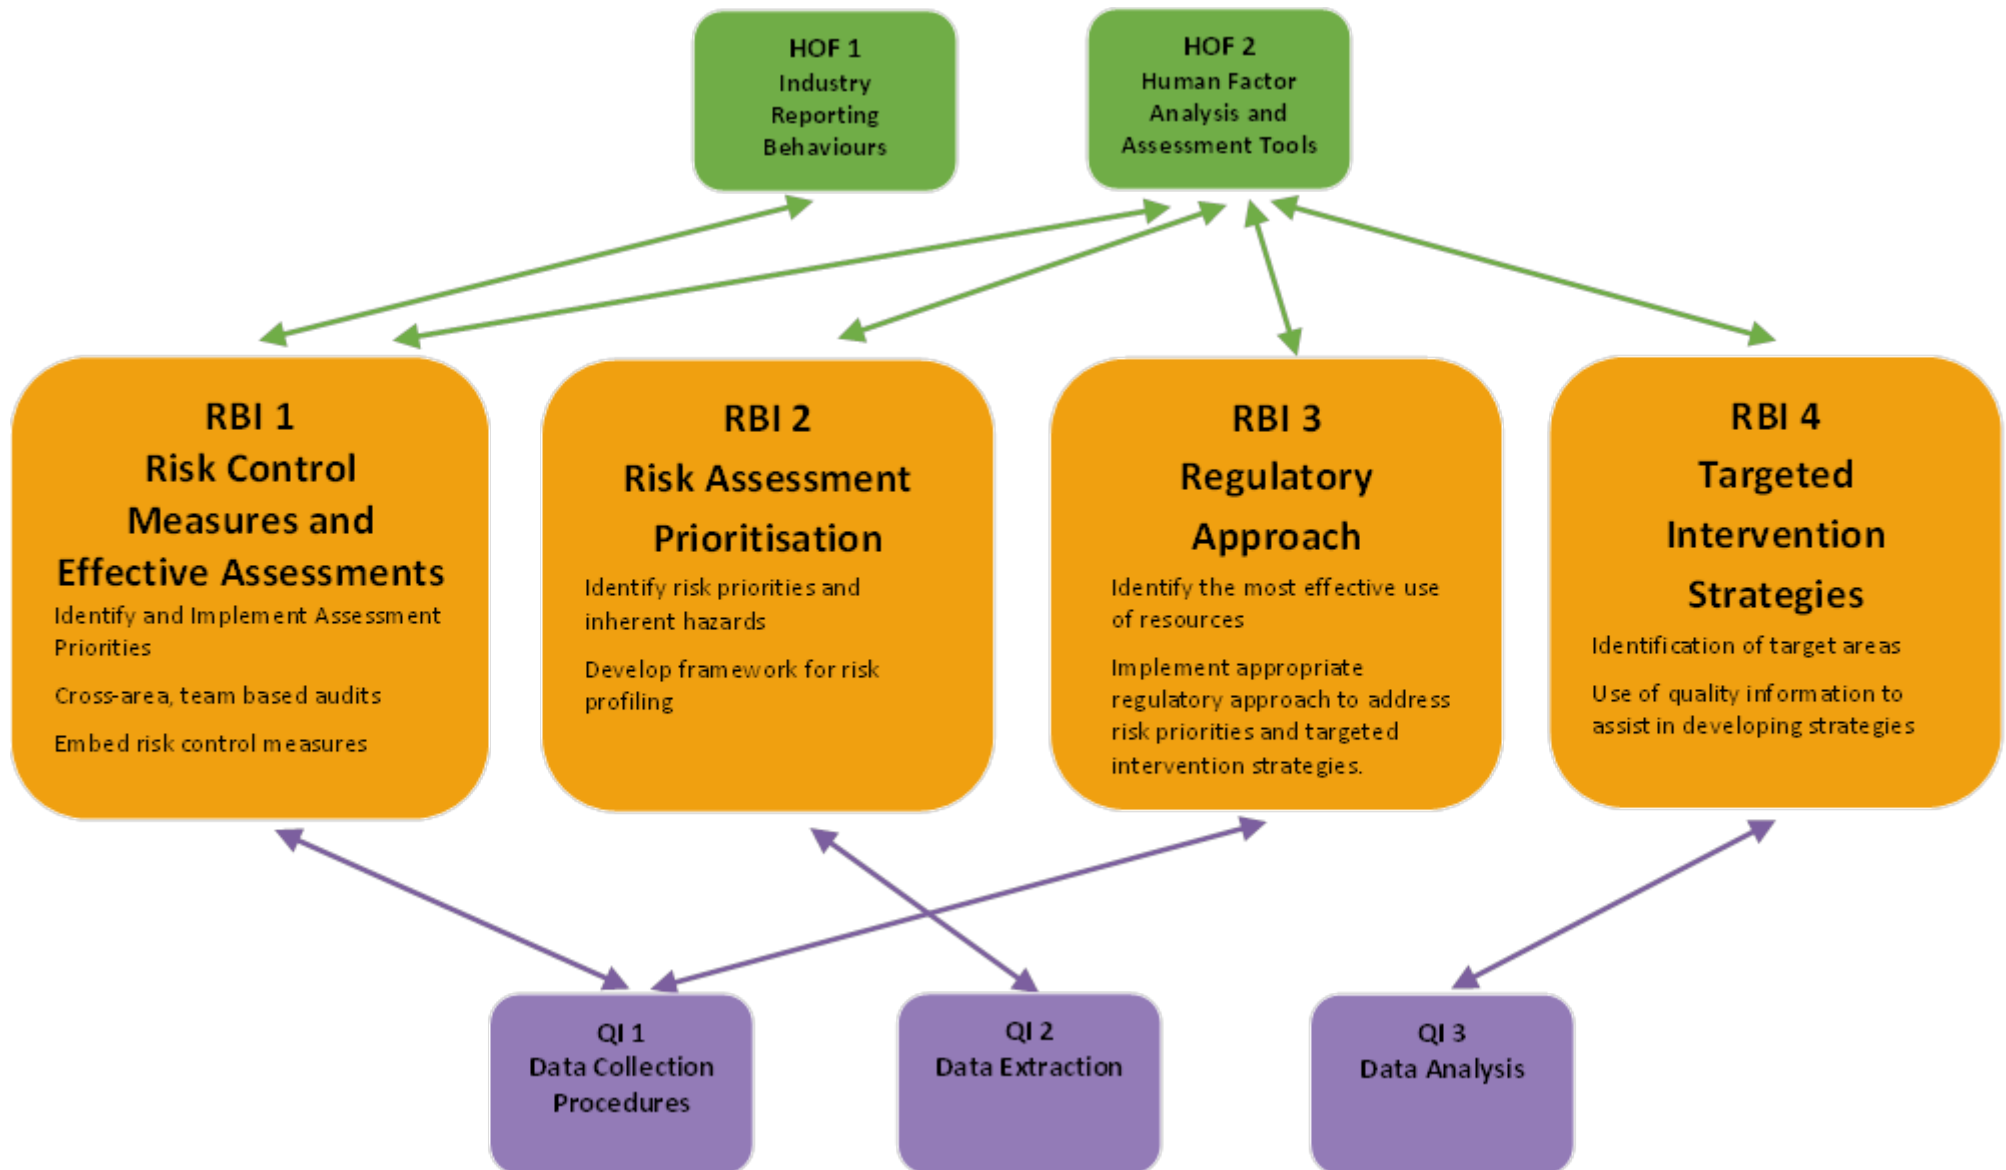 HOF 1
Industry
Reporting
Behaviours
HOF 2
Human Factor
Analysis and
Assessment Tools
RBI 1
Risk Control
Measures and
Effective Assessments
Identify and Implement Assessment
Priorities
Cross-area, team based audits
Embed risk control measures
RBI 2
Risk Assessment
Prioritisation
Identify risk priorities and
inherent hazards
Develop framework for risk
profiling
RBI 3
Regulatory
Approach
Identify the most effective use
of resources
Implement appropriate
regulatory approach to address
risk priorities and targeted
intervention strategies.
RBI 4
Targeted
Intervention
Strategies
Identification of target areas
Use of quality information to
assist in developing strategies
QI 1
Data Collection
Procedures
QI 2
Data Extraction
QI 3
Data Analysis